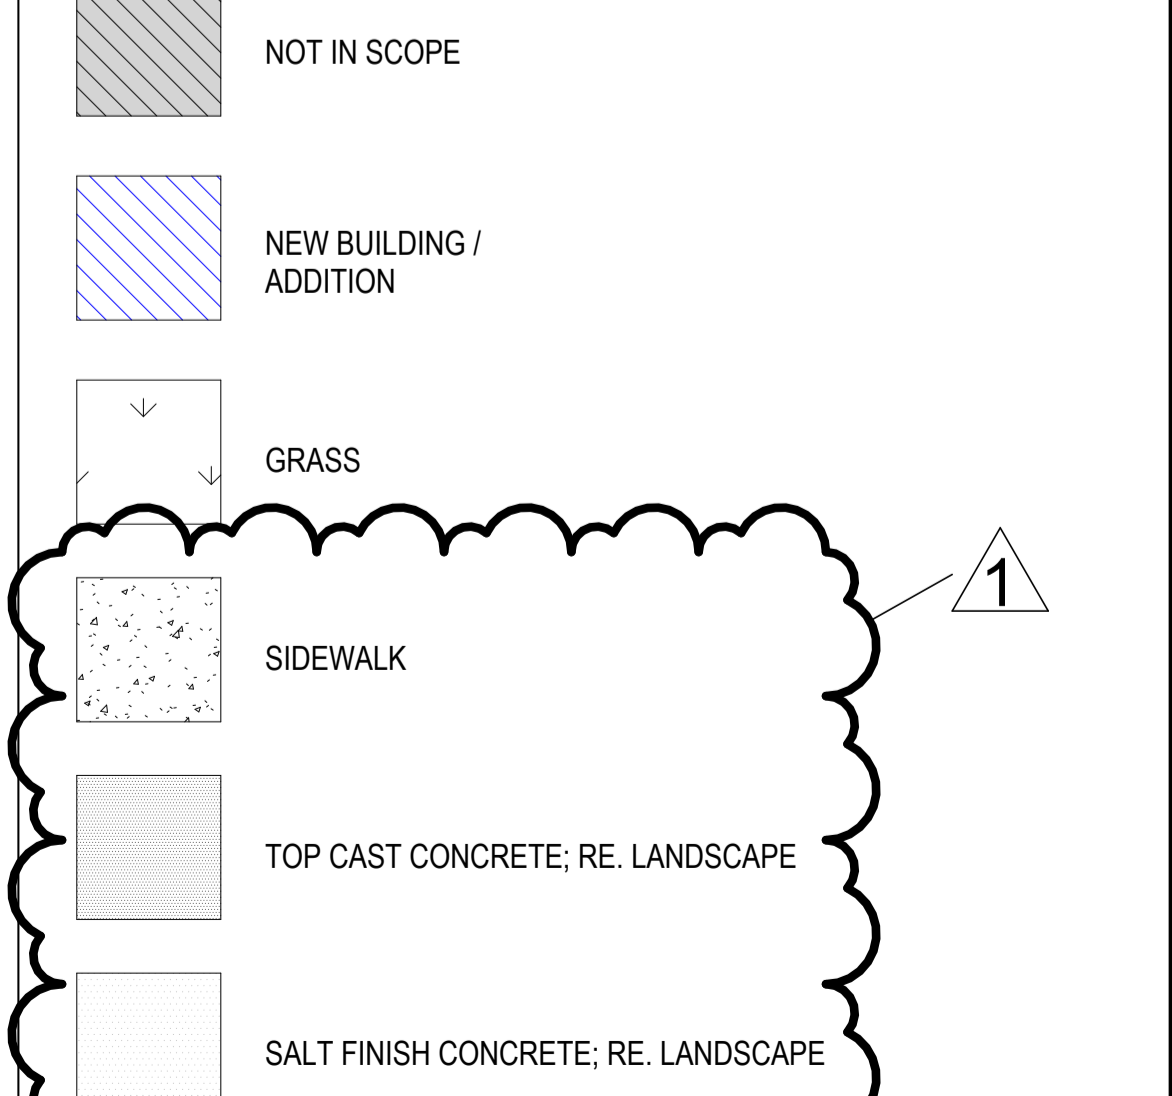 NOT IN SCOPE
NEW BUILDING /
ADDITION
GRASS
1
SIDEWALK
TOP CAST CONCRETE; RE. LANDSCAPE
SALT FINISH CONCRETE; RE. LANDSCAPE